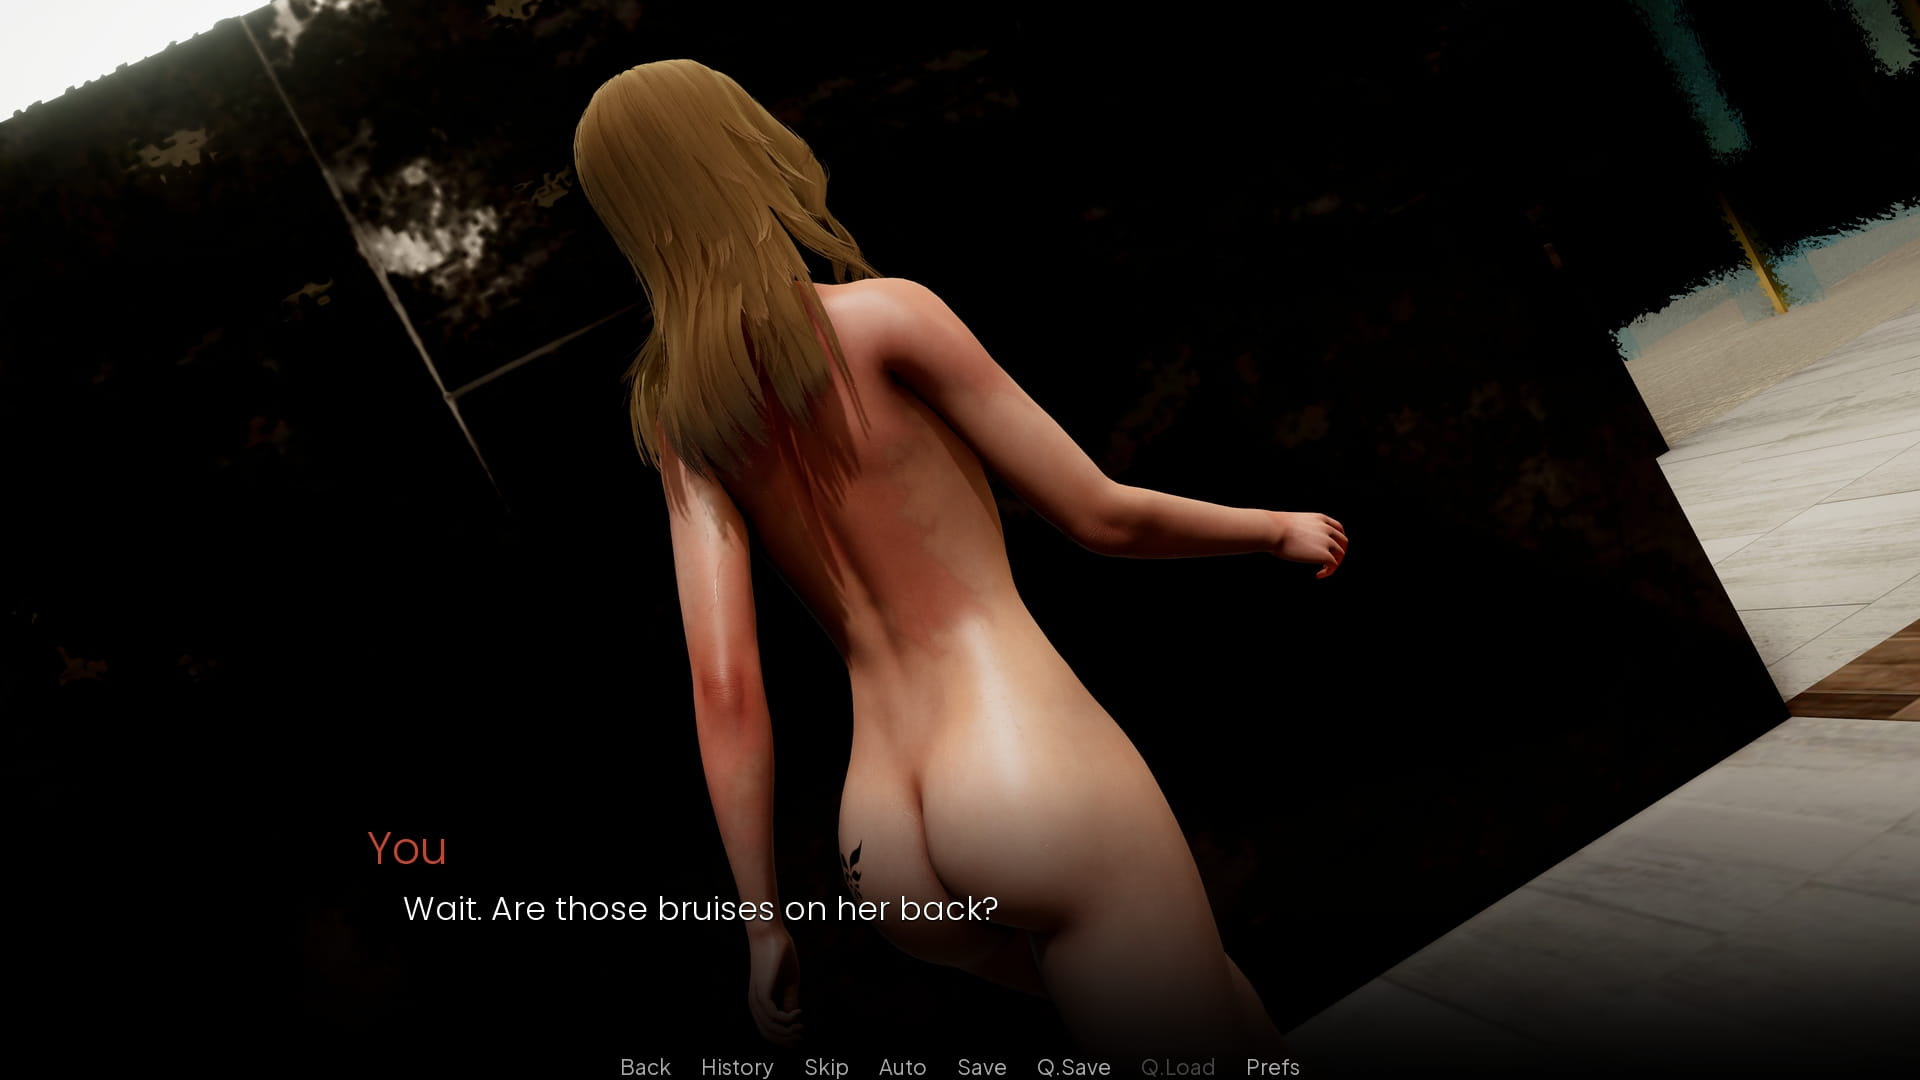 You
Wait. Are those bruises on her back?
Back History Skip Auto Save Q.Save Q.Load Prefs